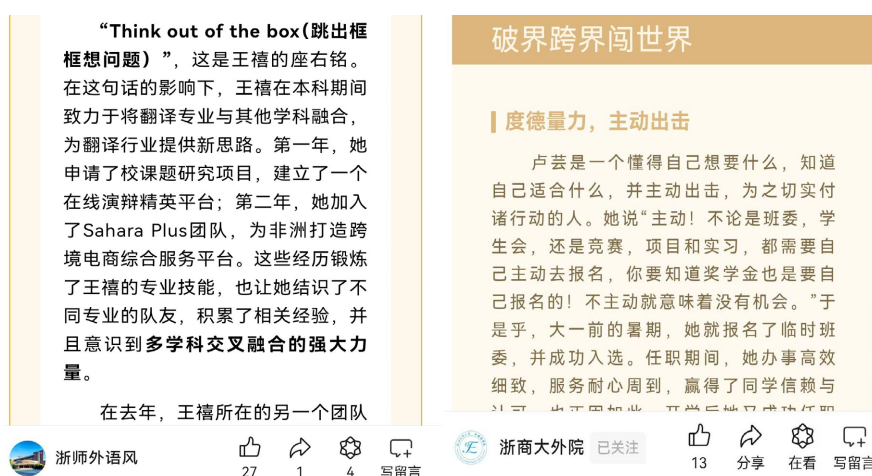 “Think out of the box(跳出框
框想问题）”，这是王禧的座右铭。
在这句话的影响下，王禧在本科期间
致力于将翻译专业与其他学科融合，
为翻译行业提供新思路。第一年，她
申请了校课题研究项目，建立了一个
在线演辩精英平台；第二年，她加入
了Sahara Plus团队，为非洲打造跨
境电商综合服务平台。这些经历锻炼
了王禧的专业技能，也让她结识了不
同专业的队友，积累了相关经验，并
且意识到多学科交叉融合的强大力
量。
在去年，王禧所在的另一个团队
浙师外语风
27
1
4
写留言
破界跨界闯世界
度德量力，主动出击
卢芸是一个懂得自己想要什么，知道
自己适合什么，并主动出击，为之切实付
诸行动的人。她说“主动！不论是班委，学
生会，还是竞赛，项目和实习，都需要自
己主动去报名，你要知道奖学金也是要自
己报名的！不主动就意味着没有机会。”于
是乎，大一前的暑期，她就报名了临时班
委，并成功入选。任职期间，她办事高效
细致，服务耐心周到，赢得了同学信赖与
浙商大外院
已关注
13
分享
在看
写留言